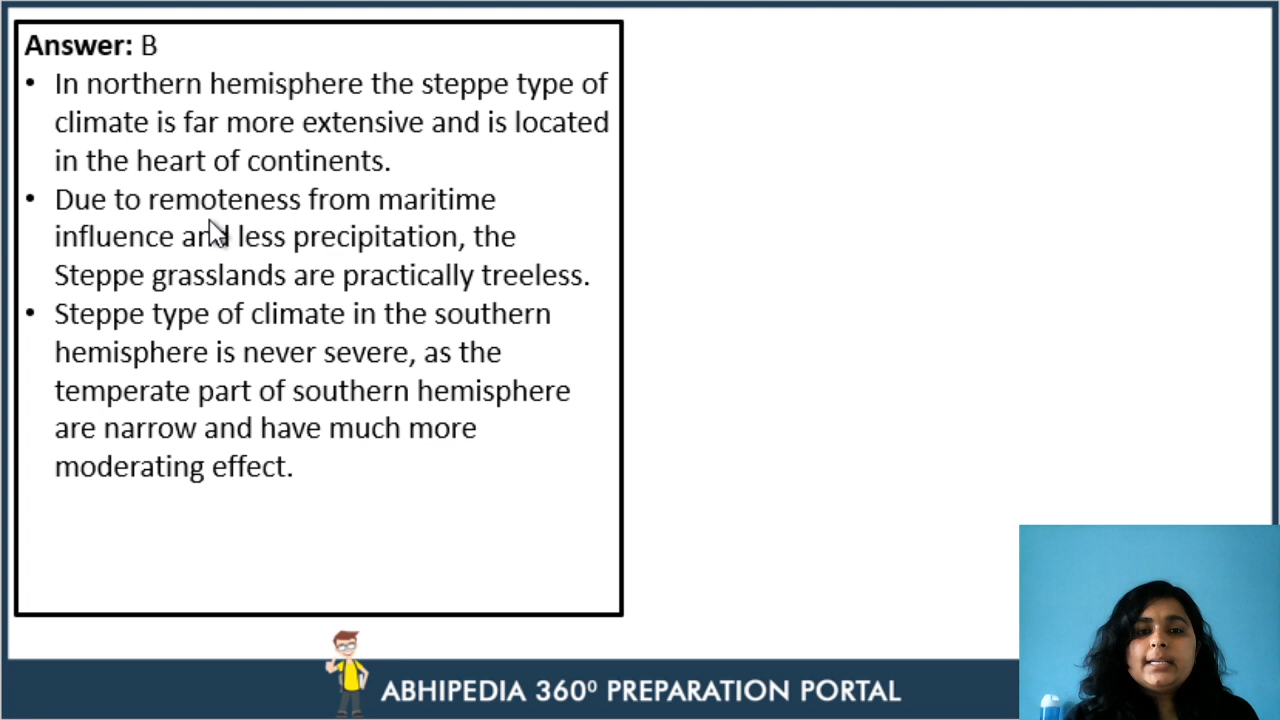 Answer: B
• In northern hemisphere the steppe type of
climate is far more extensive and is located
in the heart of continents.
• Due to remoteness from maritime
influence and less precipitation, the
Steppe grasslands are practically treeless.
• Steppe type of climate in the southern
hemisphere is never severe, as the
temperate part of southern hemisphere
are narrow and have much more
moderating effect.
ABHIPEDIA 360⁰ PREPARATION PORTAL